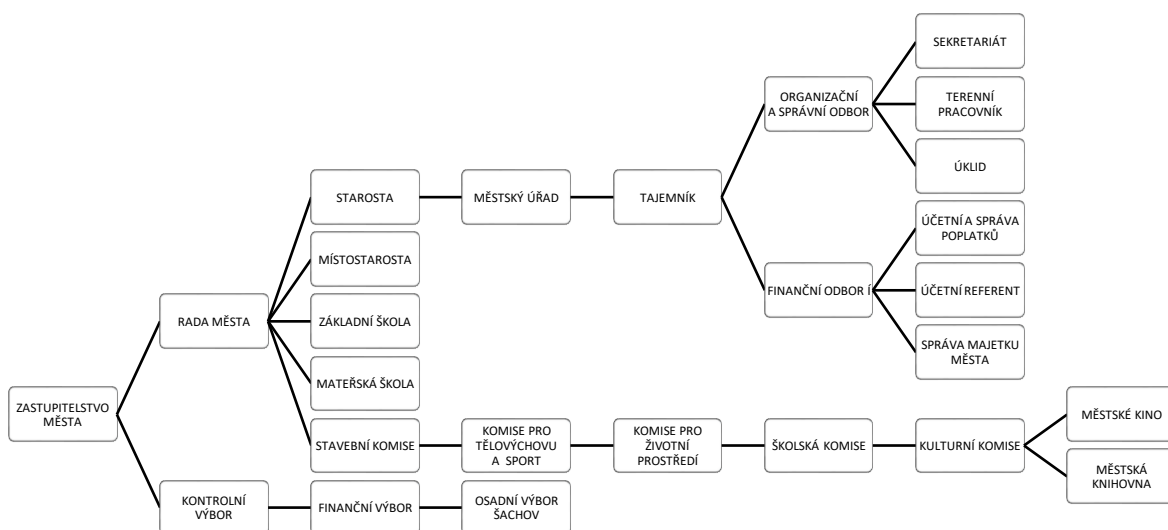 ZASTUPITELSTVO
MĚSTA
RADA MĚSTA
STAROSTA
MĚSTSKÝ ÚŘAD
TAJEMNÍK
ORGANIZAČNÍ
A SPRÁVNÍ ODBOR
SEKRETARIÁT
TERENNÍ
PRACOVNÍK
ÚKLID
FINANČNÍ ODBOR Í
ÚČETNÍ A SPRÁVA
POPLATKŮ
ÚČETNÍ REFERENT
SPRÁVA MAJETKU
MĚSTA
MÍSTOSTAROSTA
ZÁKLADNÍ ŠKOLA
MATEŘSKÁ ŠKOLA
STAVEBNÍ KOMISE
KOMISE PRO
TĚLOVÝCHOVU
A SPORT
KOMISE PRO
ŽIVOTNÍ
PROSTŘEDÍ
ŠKOLSKÁ KOMISE
KULTURNÍ KOMISE
MĚSTSKÉ KINO
MĚSTSKÁ
KNIHOVNA
KONTROLNÍ
VÝBOR
FINANČNÍ VÝBOR
OSADNÍ VÝBOR
ŠACHOV